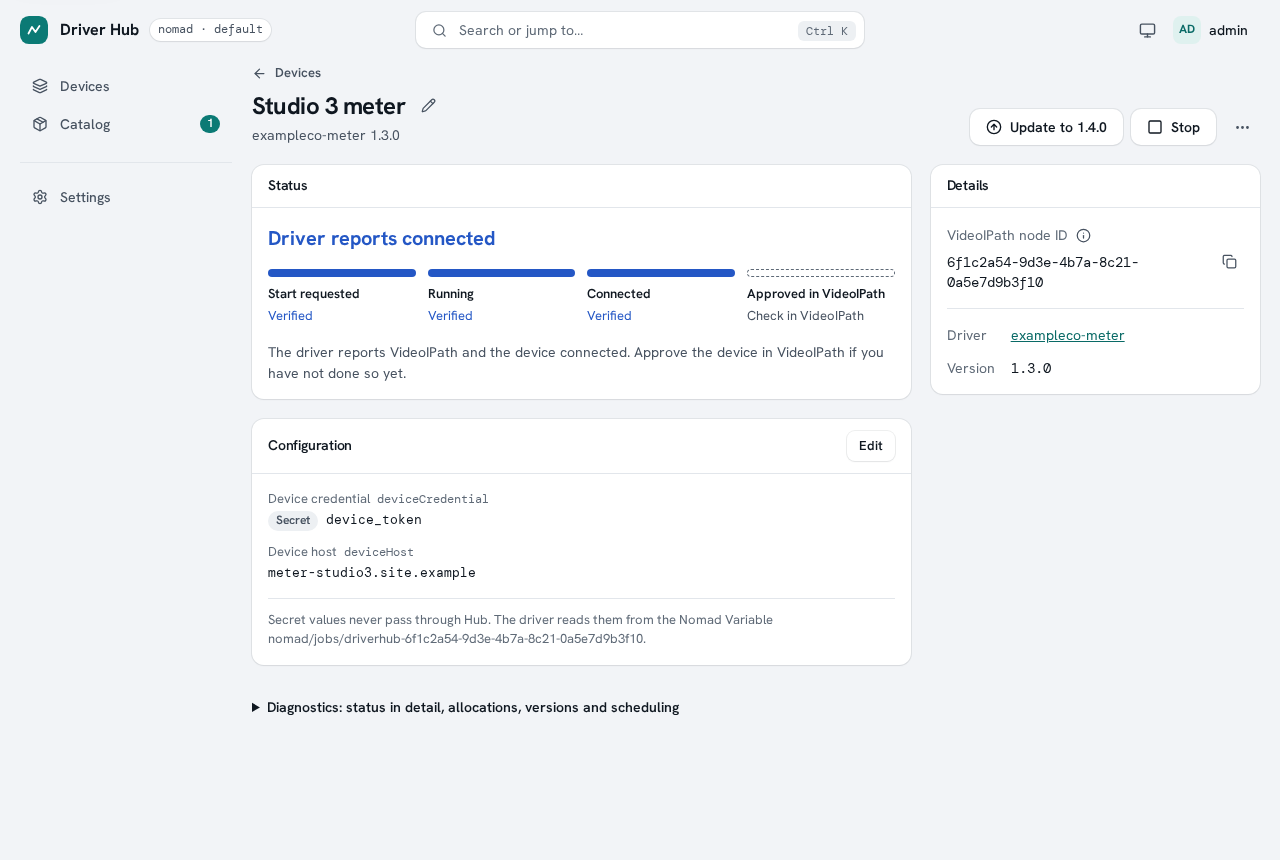 Driver Hub
nomad · default
Search or jump to...
Ctrl K
AD
admin
Devices
Catalog
1
Settings
Devices
Studio 3 meter
exampleco-meter 1.3.0
Update to 1.4.0
Stop
Status
Driver reports connected
Start requested
Verified
Running
Verified
Connected
Verified
Approved in VideoIPath
Check in VideoIPath
The driver reports VideoIPath and the device connected. Approve the device in VideoIPath if you
have not done so yet.
Details
VideoIPath node ID
6f1c2a54-9d3e-4b7a-8c21-
0a5e7d9b3f10
Driver
exampleco-meter
Version
1.3.0
Configuration
Edit
Device credential deviceCredential
Secret device_token
Device host deviceHost
meter-studio3.site.example
Secret values never pass through Hub. The driver reads them from the Nomad Variable
nomad/jobs/driverhub-6f1c2a54-9d3e-4b7a-8c21-0a5e7d9b3f10.
Diagnostics: status in detail, allocations, versions and scheduling